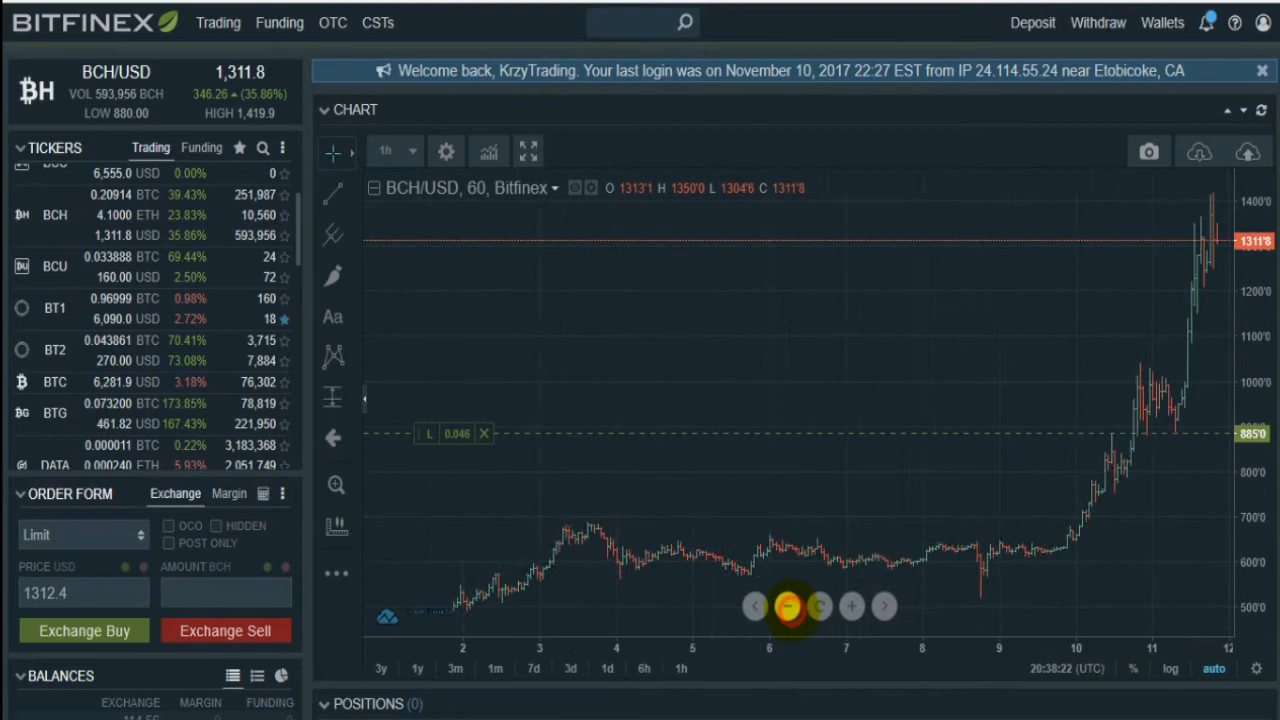 BITFINEX Trading Funding OTC CSTs Deposit Withdraw Wallets
BCH/USD 1,311.8
VOL 593,956 BCH 346.26 (35.86%)
LOW 880.00 HIGH 1,419.9
Welcome back, KrzyTrading. Your last login was on November 10, 2017 22:27 EST from IP 24.114.55.24 near Etobicoke, CA
TICKERS Trading Funding
6,555.0 USD 0.00% 0
0.20914 BTC 39.43% 251,987
BCH 4.1000 ETH 23.83% 10,560
1,311.8 USD 35.86% 593,956
0.033888 BTC 69.44% 24
BCU
160.00 USD 2.50% 72
0.96999 BTC 0.98% 160
BT1
6,090.0 USD 2.72% 18
0.043861 BTC 70.41% 3,715
BT2
270.00 USD 73.08% 7,884
BTC 6,281.9 USD 3.18% 76,302
0.073200 BTC 173.85% 78,819
BTG
461.82 USD 167.43% 221,950
0.000011 BTC 0.22% 3,183,368
DATA 0.000240 ETH 5.93% 2,051,749
ORDER FORM Exchange Margin
Limit OCO HIDDEN
POST ONLY
PRICE USD AMOUNT BCH
1312.4
Exchange Buy Exchange Sell
BALANCES
EXCHANGE MARGIN FUNDING
CHART
1h
BCH/USD, 60, Bitfinex O 1313'1 H 1350'0 L 1304'6 C 1311'8
Aa
1400'0
1311'8
1200'0
1100'0
1000'0
L 0.046 885'0
800'0
700'0
600'0
500'0
2 3 4 5 6 7 8 9 10 11 12
3y 1y 3m 1m 7d 3d 1d 6h 1h 20:38:22 (UTC) % log auto
POSITIONS (0)